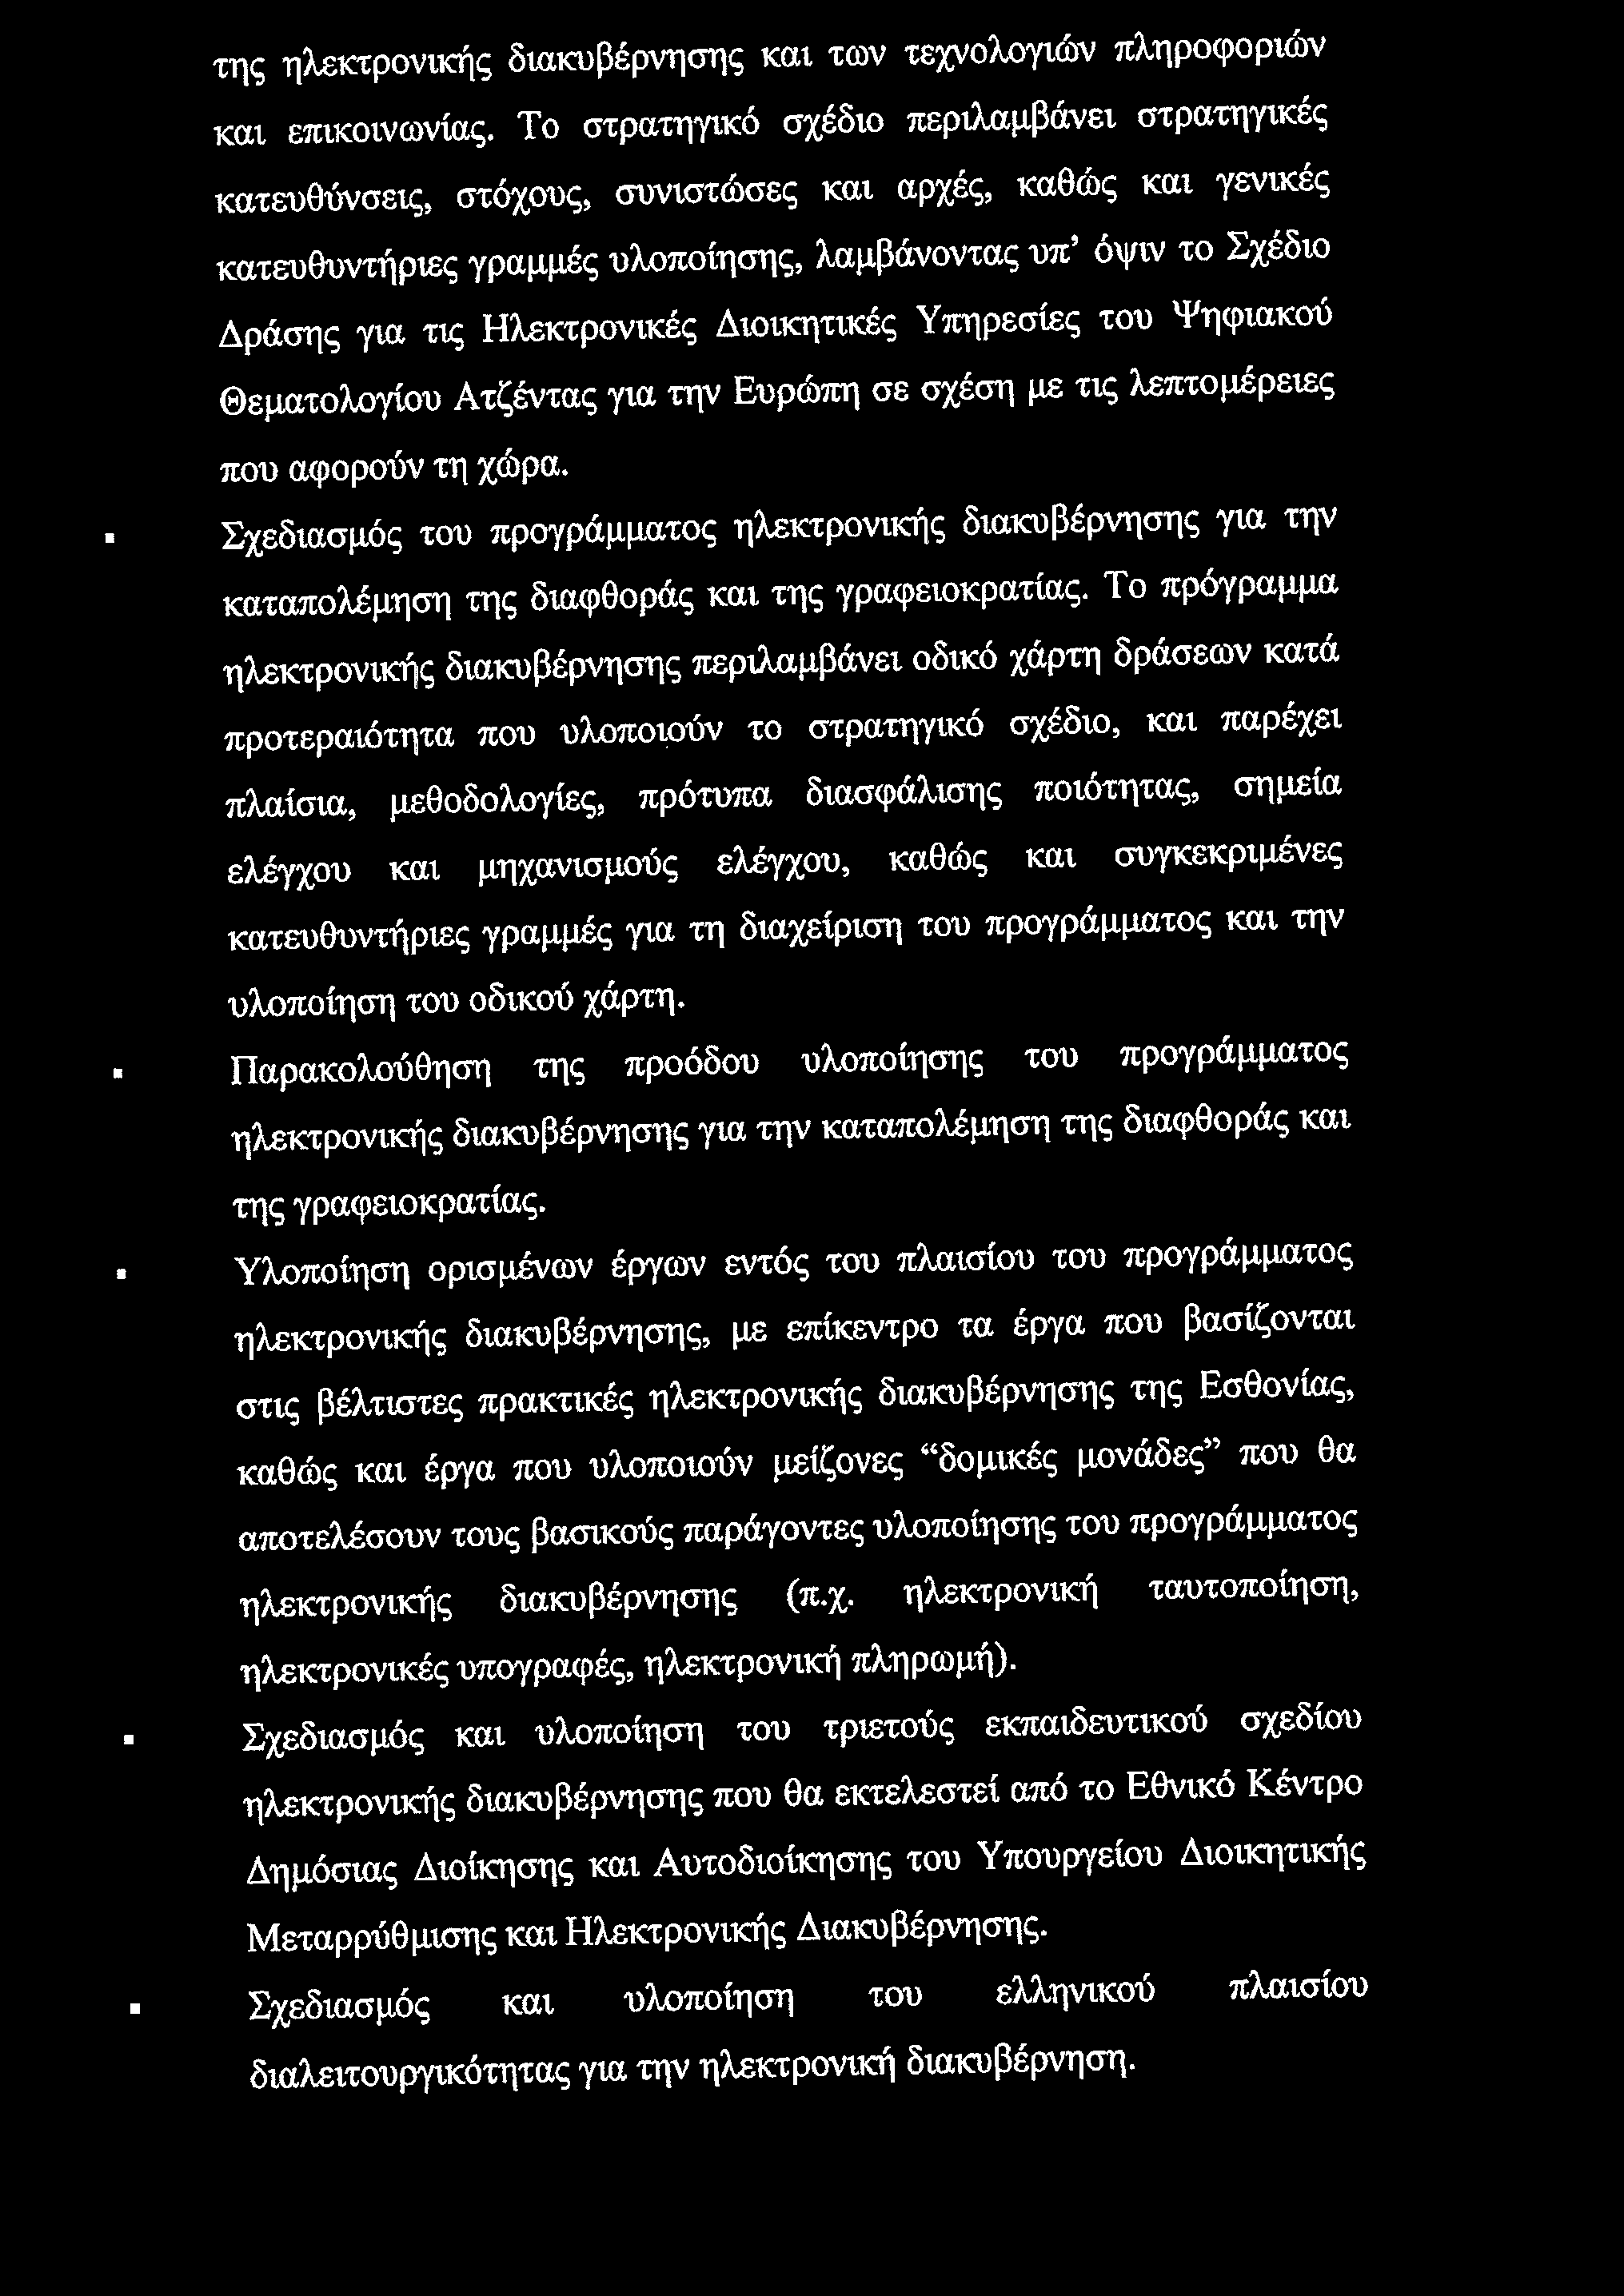 της ηλεκτρονικής διακυβέρνησης και των τεχνολογιών πληροφοριών
και επικοινωνίας. Το στρατηγικό σχέδιο περιλαμβάνει στρατηγικές
κατευθύνσεις, στόχους, συνιστώσες και αρχές, καθώς και γενικές
κατευθυντήριες γραμμές υλοποίησης, λαμβάνοντας υπ’ όψιν το Σχέδιο
Δράσης για τις Ηλεκτρονικές Διοικητικές Υπηρεσίες του Ψηφιακού
Θεματολογίου Ατζέντας για την Ευρώπη σε σχέση με τις λεπτομέρειες
που αφορούν τη χώρα.
▪ Σχεδιασμός του προγράμματος ηλεκτρονικής διακυβέρνησης για την
καταπολέμηση της διαφθοράς και της γραφειοκρατίας. Το πρόγραμμα
ηλεκτρονικής διακυβέρνησης περιλαμβάνει οδικό χάρτη δράσεων κατά
προτεραιότητα που υλοποιούν το στρατηγικό σχέδιο, και παρέχει
πλαίσια, μεθοδολογίες, πρότυπα διασφάλισης ποιότητας, σημεία
ελέγχου και μηχανισμούς ελέγχου, καθώς και συγκεκριμένες
κατευθυντήριες γραμμές για τη διαχείριση του προγράμματος και την
υλοποίηση του οδικού χάρτη.
▪ Παρακολούθηση της προόδου υλοποίησης του προγράμματος
ηλεκτρονικής διακυβέρνησης για την καταπολέμηση της διαφθοράς και
της γραφειοκρατίας.
▪ Υλοποίηση ορισμένων έργων εντός του πλαισίου του προγράμματος
ηλεκτρονικής διακυβέρνησης, με επίκεντρο τα έργα που βασίζονται
στις βέλτιστες πρακτικές ηλεκτρονικής διακυβέρνησης της Εσθονίας,
καθώς και έργα που υλοποιούν μείζονες “δομικές μονάδες” που θα
αποτελέσουν τους βασικούς παράγοντες υλοποίησης του προγράμματος
ηλεκτρονικής διακυβέρνησης (π.χ. ηλεκτρονική ταυτοποίηση,
ηλεκτρονικές υπογραφές, ηλεκτρονική πληρωμή).
▪ Σχεδιασμός και υλοποίηση του τριετούς εκπαιδευτικού σχεδίου
ηλεκτρονικής διακυβέρνησης που θα εκτελεστεί από το Εθνικό Κέντρο
Δημόσιας Διοίκησης και Αυτοδιοίκησης του Υπουργείου Διοικητικής
Μεταρρύθμισης και Ηλεκτρονικής Διακυβέρνησης.
▪ Σχεδιασμός και υλοποίηση του ελληνικού πλαισίου
διαλειτουργικότητας για την ηλεκτρονική διακυβέρνηση.